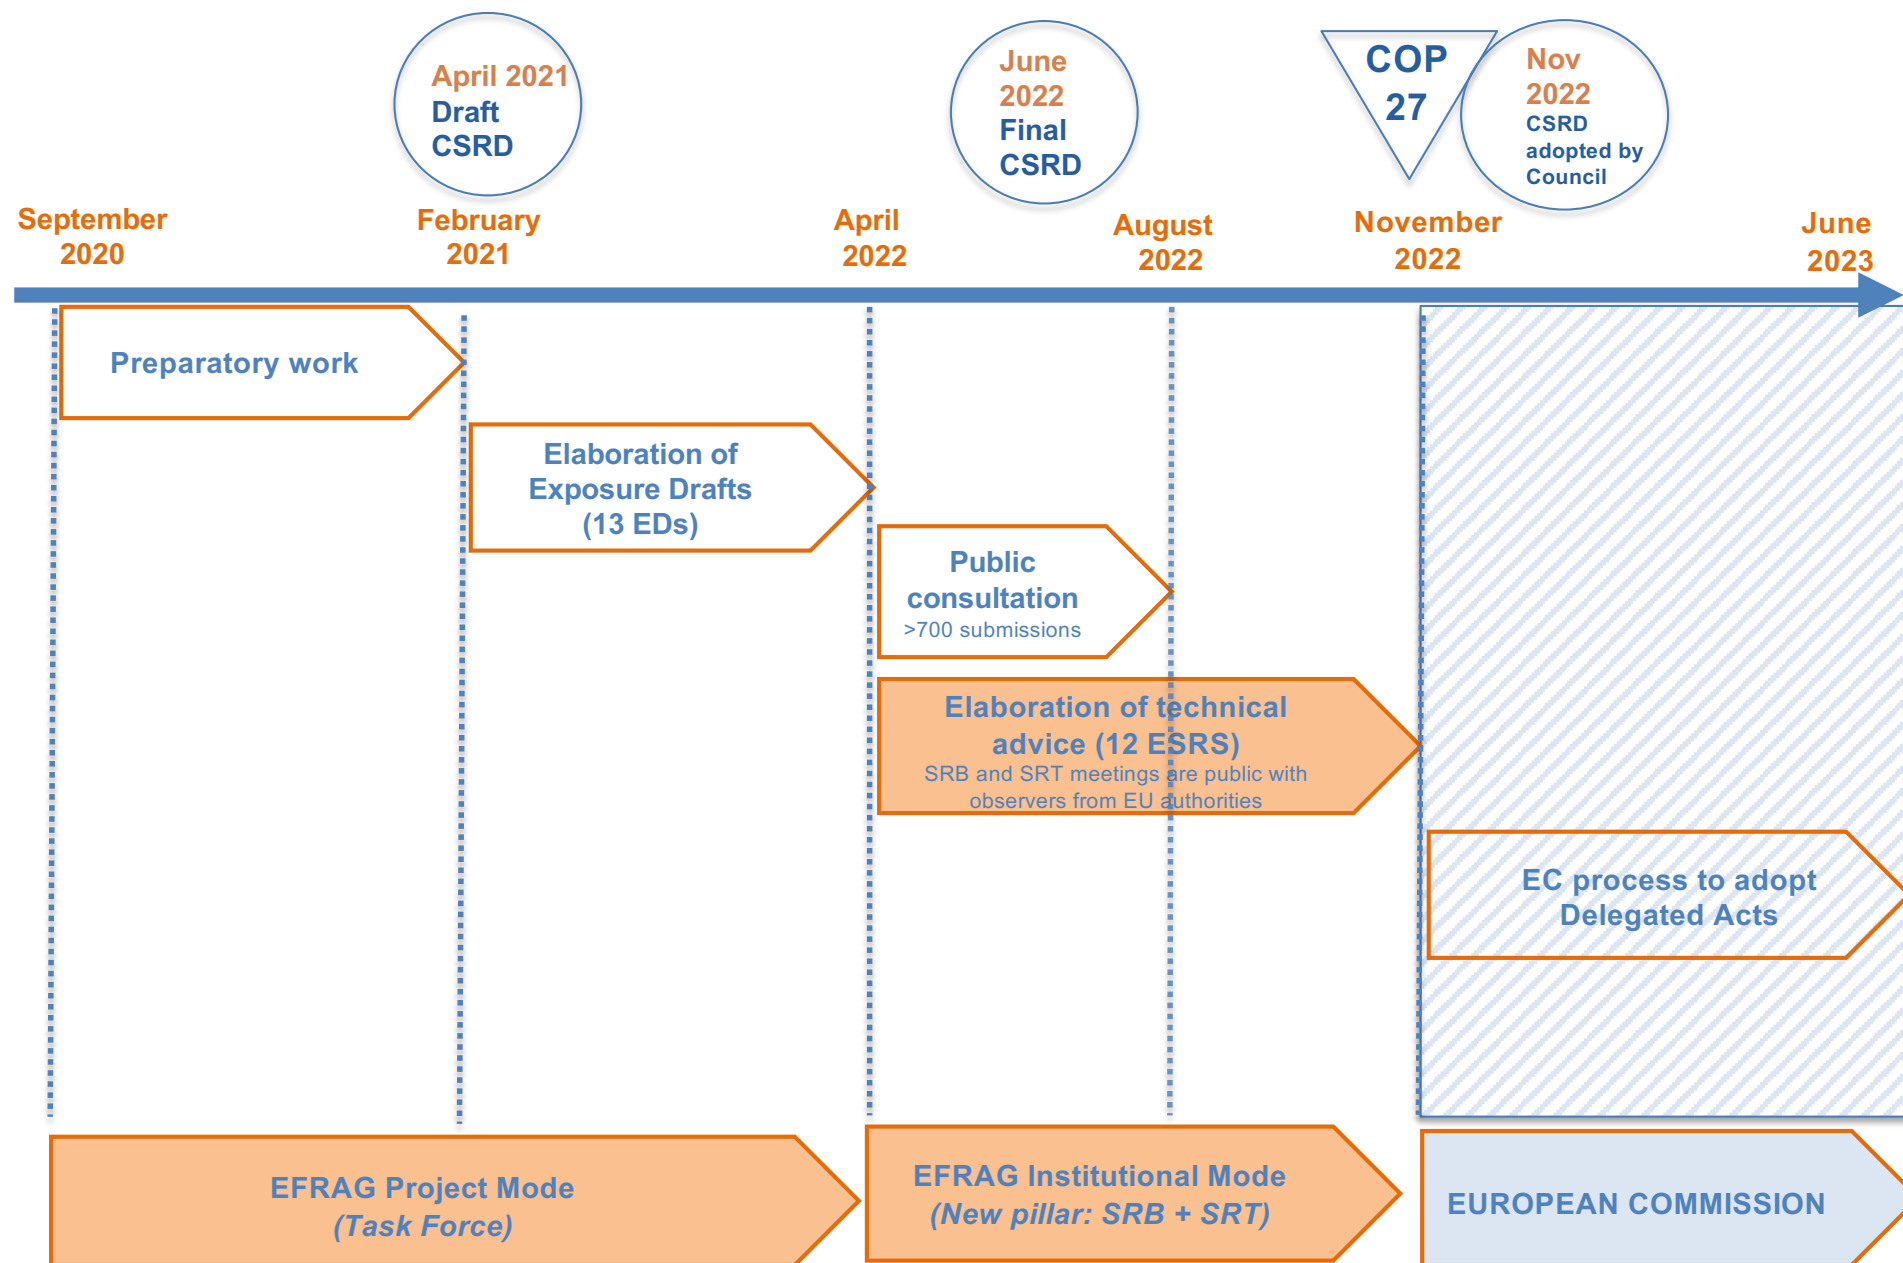 April 2021
Draft
CSRD
June
2022
Final
CSRD
COP
27
Nov
2022
CSRD
adopted by
Council
September
2020
February
2021
April
2022
August
2022
November
2022
June
2023
Preparatory work
Elaboration of
Exposure Drafts
(13 EDs)
Public
consultation
>700 submissions
Elaboration of technical
advice (12 ESRS)
SRB and SRT meetings are public with
observers from EU authorities
EC process to adopt
Delegated Acts
EFRAG Project Mode
(Task Force)
EFRAG Institutional Mode
(New pillar: SRB + SRT)
EUROPEAN COMMISSION